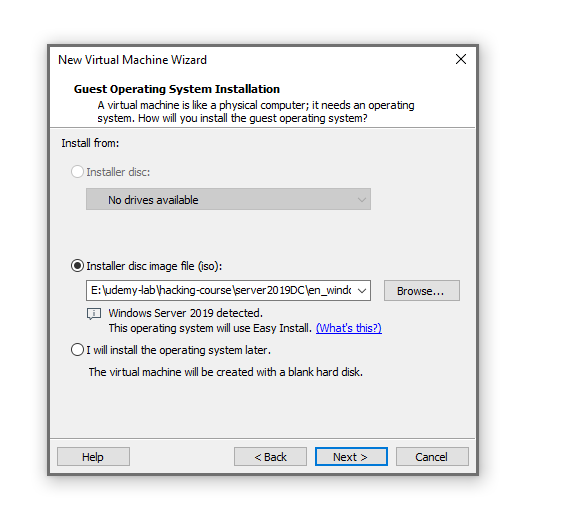 New Virtual Machine Wizard
Guest Operating System Installation
A virtual machine is like a physical computer; it needs an operating
system. How will you install the guest operating system?
Install from:
Installer disc:
No drives available
Installer disc image file (iso):
E:\udemy-lab\hacking-course\server2019DC\en_windo
Browse...
Windows Server 2019 detected.
This operating system will use Easy Install. (What's this?)
I will install the operating system later.
The virtual machine will be created with a blank hard disk.
Help
< Back
Next >
Cancel